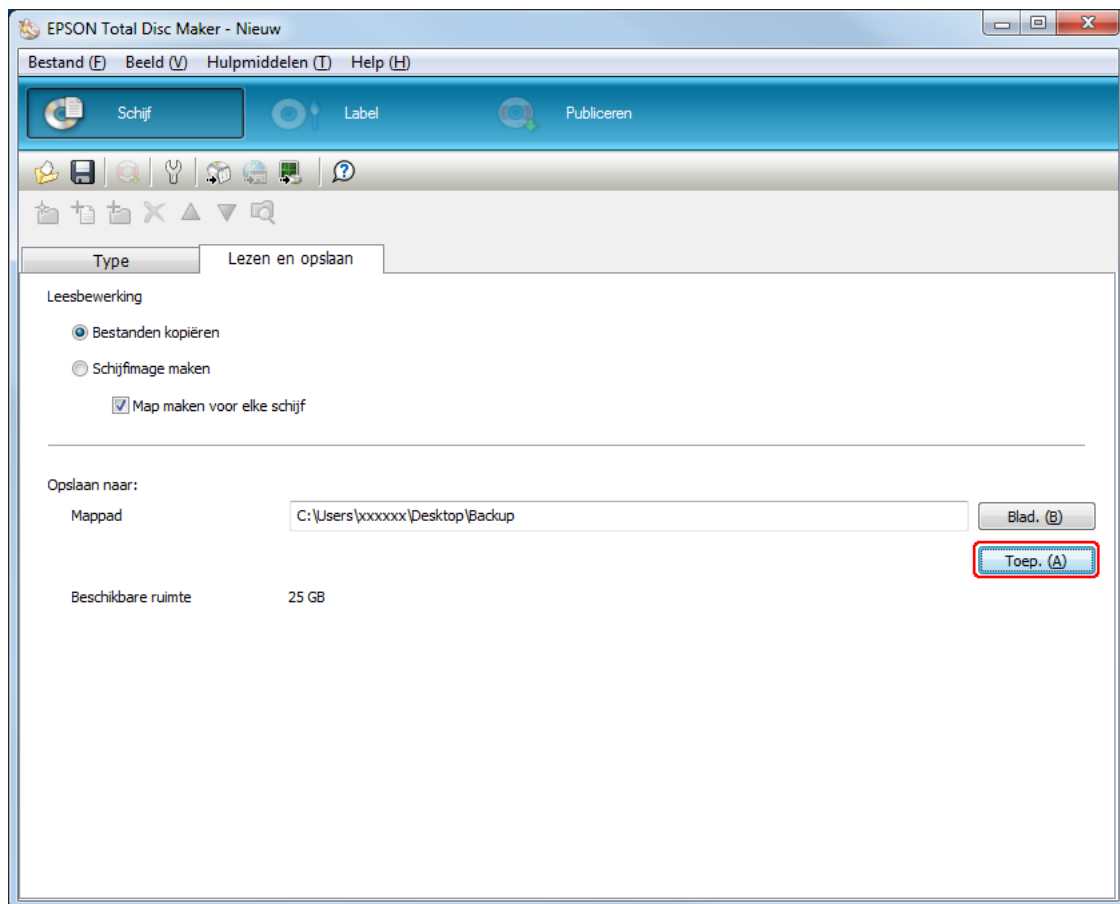 EPSON Total Disc Maker - Nieuw
Bestand (F) Beeld (V) Hulpmiddelen (T) Help (H)
Schijf Label Publiceren
Type Lezen en opslaan
Leesbewerking
Bestanden kopiëren
Schijfimage maken
Map maken voor elke schijf
Opslaan naar:
Mappad C:\Users\xxxxxx\Desktop\Backup Blad. (B)
Toep. (A)
Beschikbare ruimte 25 GB